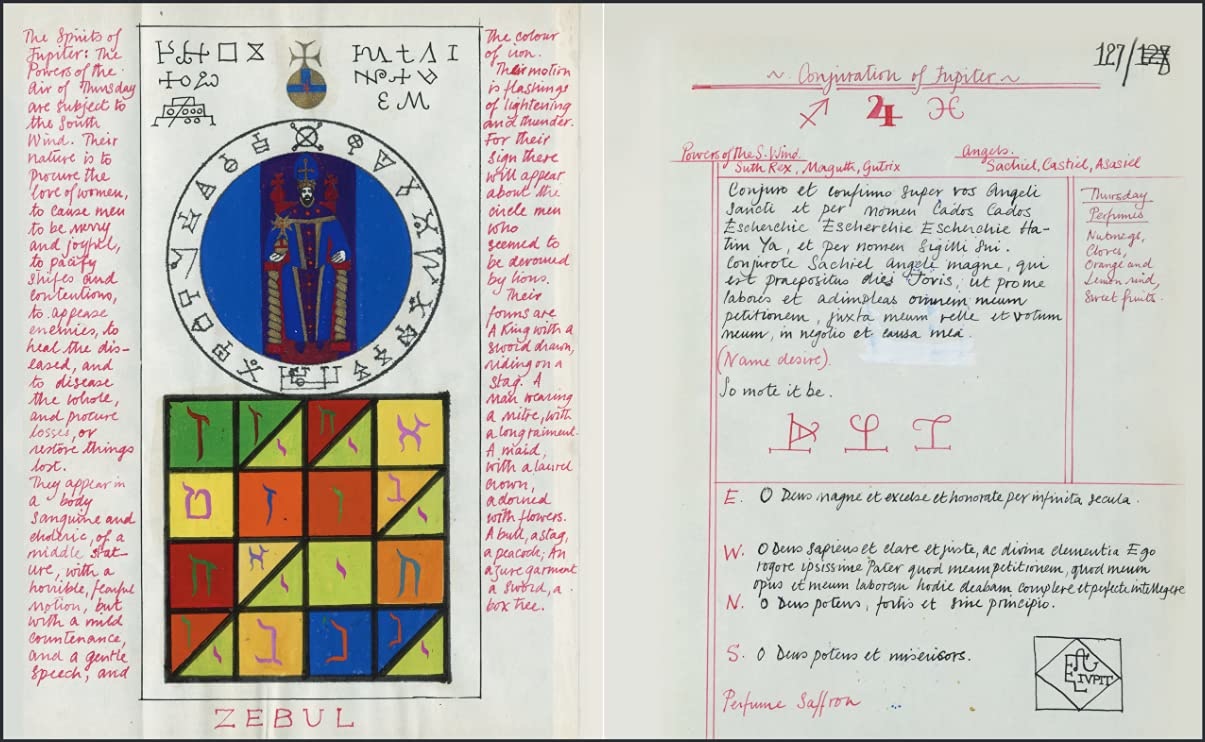 The Spirits of
Jupiter: The
Powers of the
Air of Thursday
are subject to
the South
Wind. Their
nature is to
procure the
love of women,
to cause men
to be merry
and joyful,
to pacify
strifes and
contentions,
to appease
enemies, to
heal the dis-
eased, and
to disease
the whole,
and procure
losses, or
restore things
lost.
They appear in
a body
Sanguine and
choleric, of a
middle stat-
ure, with a
horrible, fearful
motion, but
with a mild
countenance,
and a gentle
Speech, and
ZEBUL
The colour
of iron.
Their motion
is flashings
of lightening
and thunder.
For their
sign there
will appear
about the
circle men
who
seemed to
be devoured
by lions.
Their
forms are
A King with a
sword drawn,
riding on a
stag. A
Man wearing
a mitre, with
a long raiment.
A maid,
with a laurel
crown,
adorned
with flowers.
A bull, a stag,
a peacock; An
azure garment
a sword, a
box tree.
127/128
~ Conjuration of Jupiter ~
♐ ♃ ♓
Powers of the S. Wind.
Suth Rex, Maguth, Gutrix
Angels.
Sachiel, Castiel, Asasiel
Conjuro et confirmo super vos Angeli
Sancti et per nomen Cados Cados
Escherchie Escherchie Escherchie Ha-
tim Ya, et per nomen Sigilli Sui.
Conjurote Sachiel Angeli magne, qui
est praepositus diei Jovis, ut pro me
labores et adimpleas omnem meum
petitionem, juxta meum velle et votum
meum, in negotio et causa mea.
(Name desire).
So mote it be.
Thursday
Perfumes
Nutmegs,
Cloves,
Orange and
Lemon rind,
Sweet fruits.
E. O Deus magne et excelse et honorate per infinita secula.
W. O Deus Sapiens et clare et juste, ac divina clementia Ego
rogore ipsissime Pater quod meam petitionem, quod meum
opus et meum laborem hodie deabam complere et perfecta intellegere
N. O Deus potens, fortis et sine principio.
S. O Deus potens et miserisors.
Perfume Saffron
IVPIT